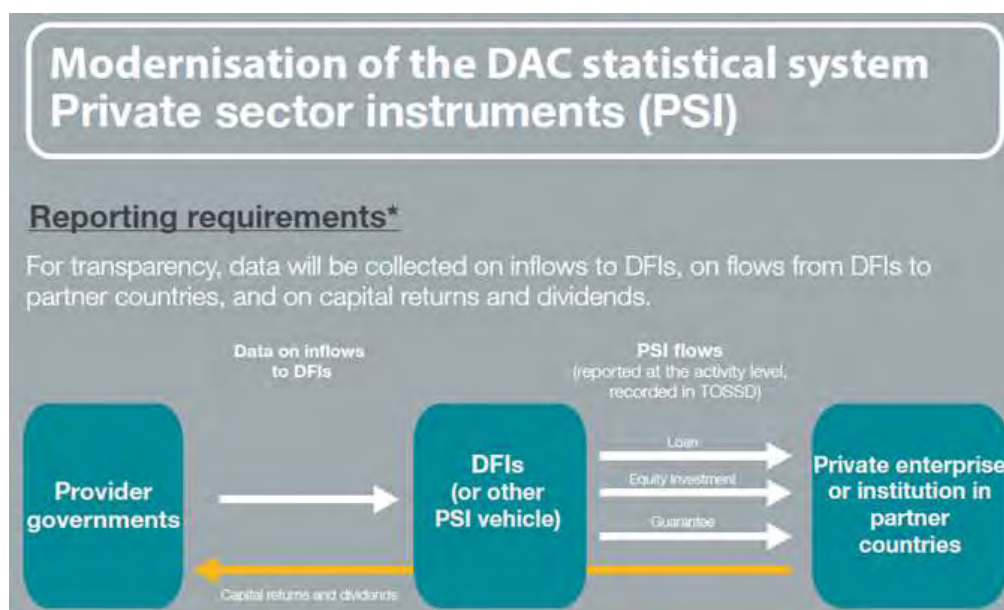 Modernisation of the DAC statistical system
Private sector instruments (PSI)
Reporting requirements*
For transparency, data will be collected on inflows to DFIs, on flows from DFIs to
partner countries, and on capital returns and dividends.
Data on inflows
to DFIs
PSI flows
(reported at the activity level,
recorded in TOSSD)
Provider
governments
DFIs
(or other
PSI vehicle)
Loan
Equity Investment
Guarantee
Private enterprise
or institution in
partner
countries
Capital returns and dividends